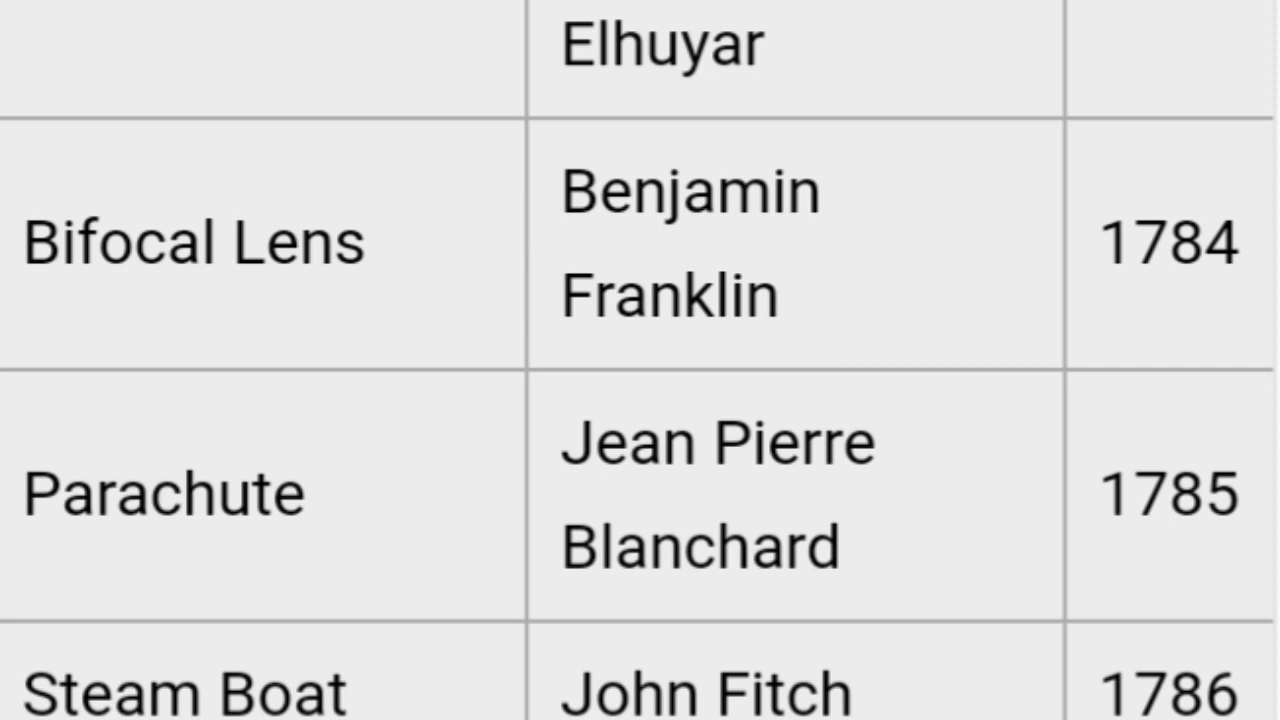 Elhuyar
Bifocal Lens
Benjamin
Franklin
1784
Parachute
Jean Pierre
Blanchard
1785
Steam Boat
John Fitch
1786